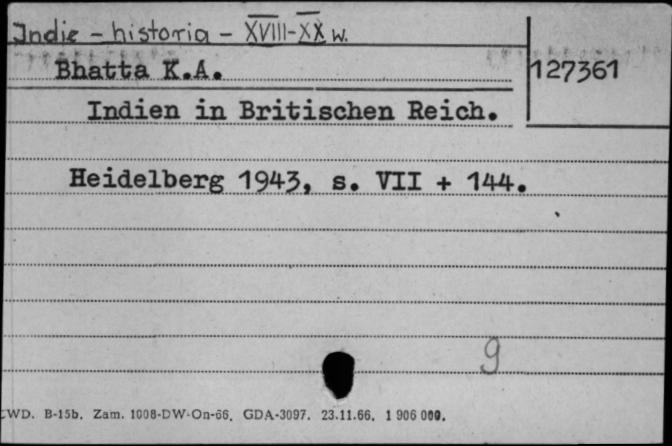 Indie - historia - XVIII-XX w.
Bhatta K.A.
127361
Indien in Britischen Reich.
Heidelberg 1943, s. VII + 144.
9
CWD. B-15b. Zam. 1008-DW-On-66. GDA-3097. 23.11.66. 1 906 000.